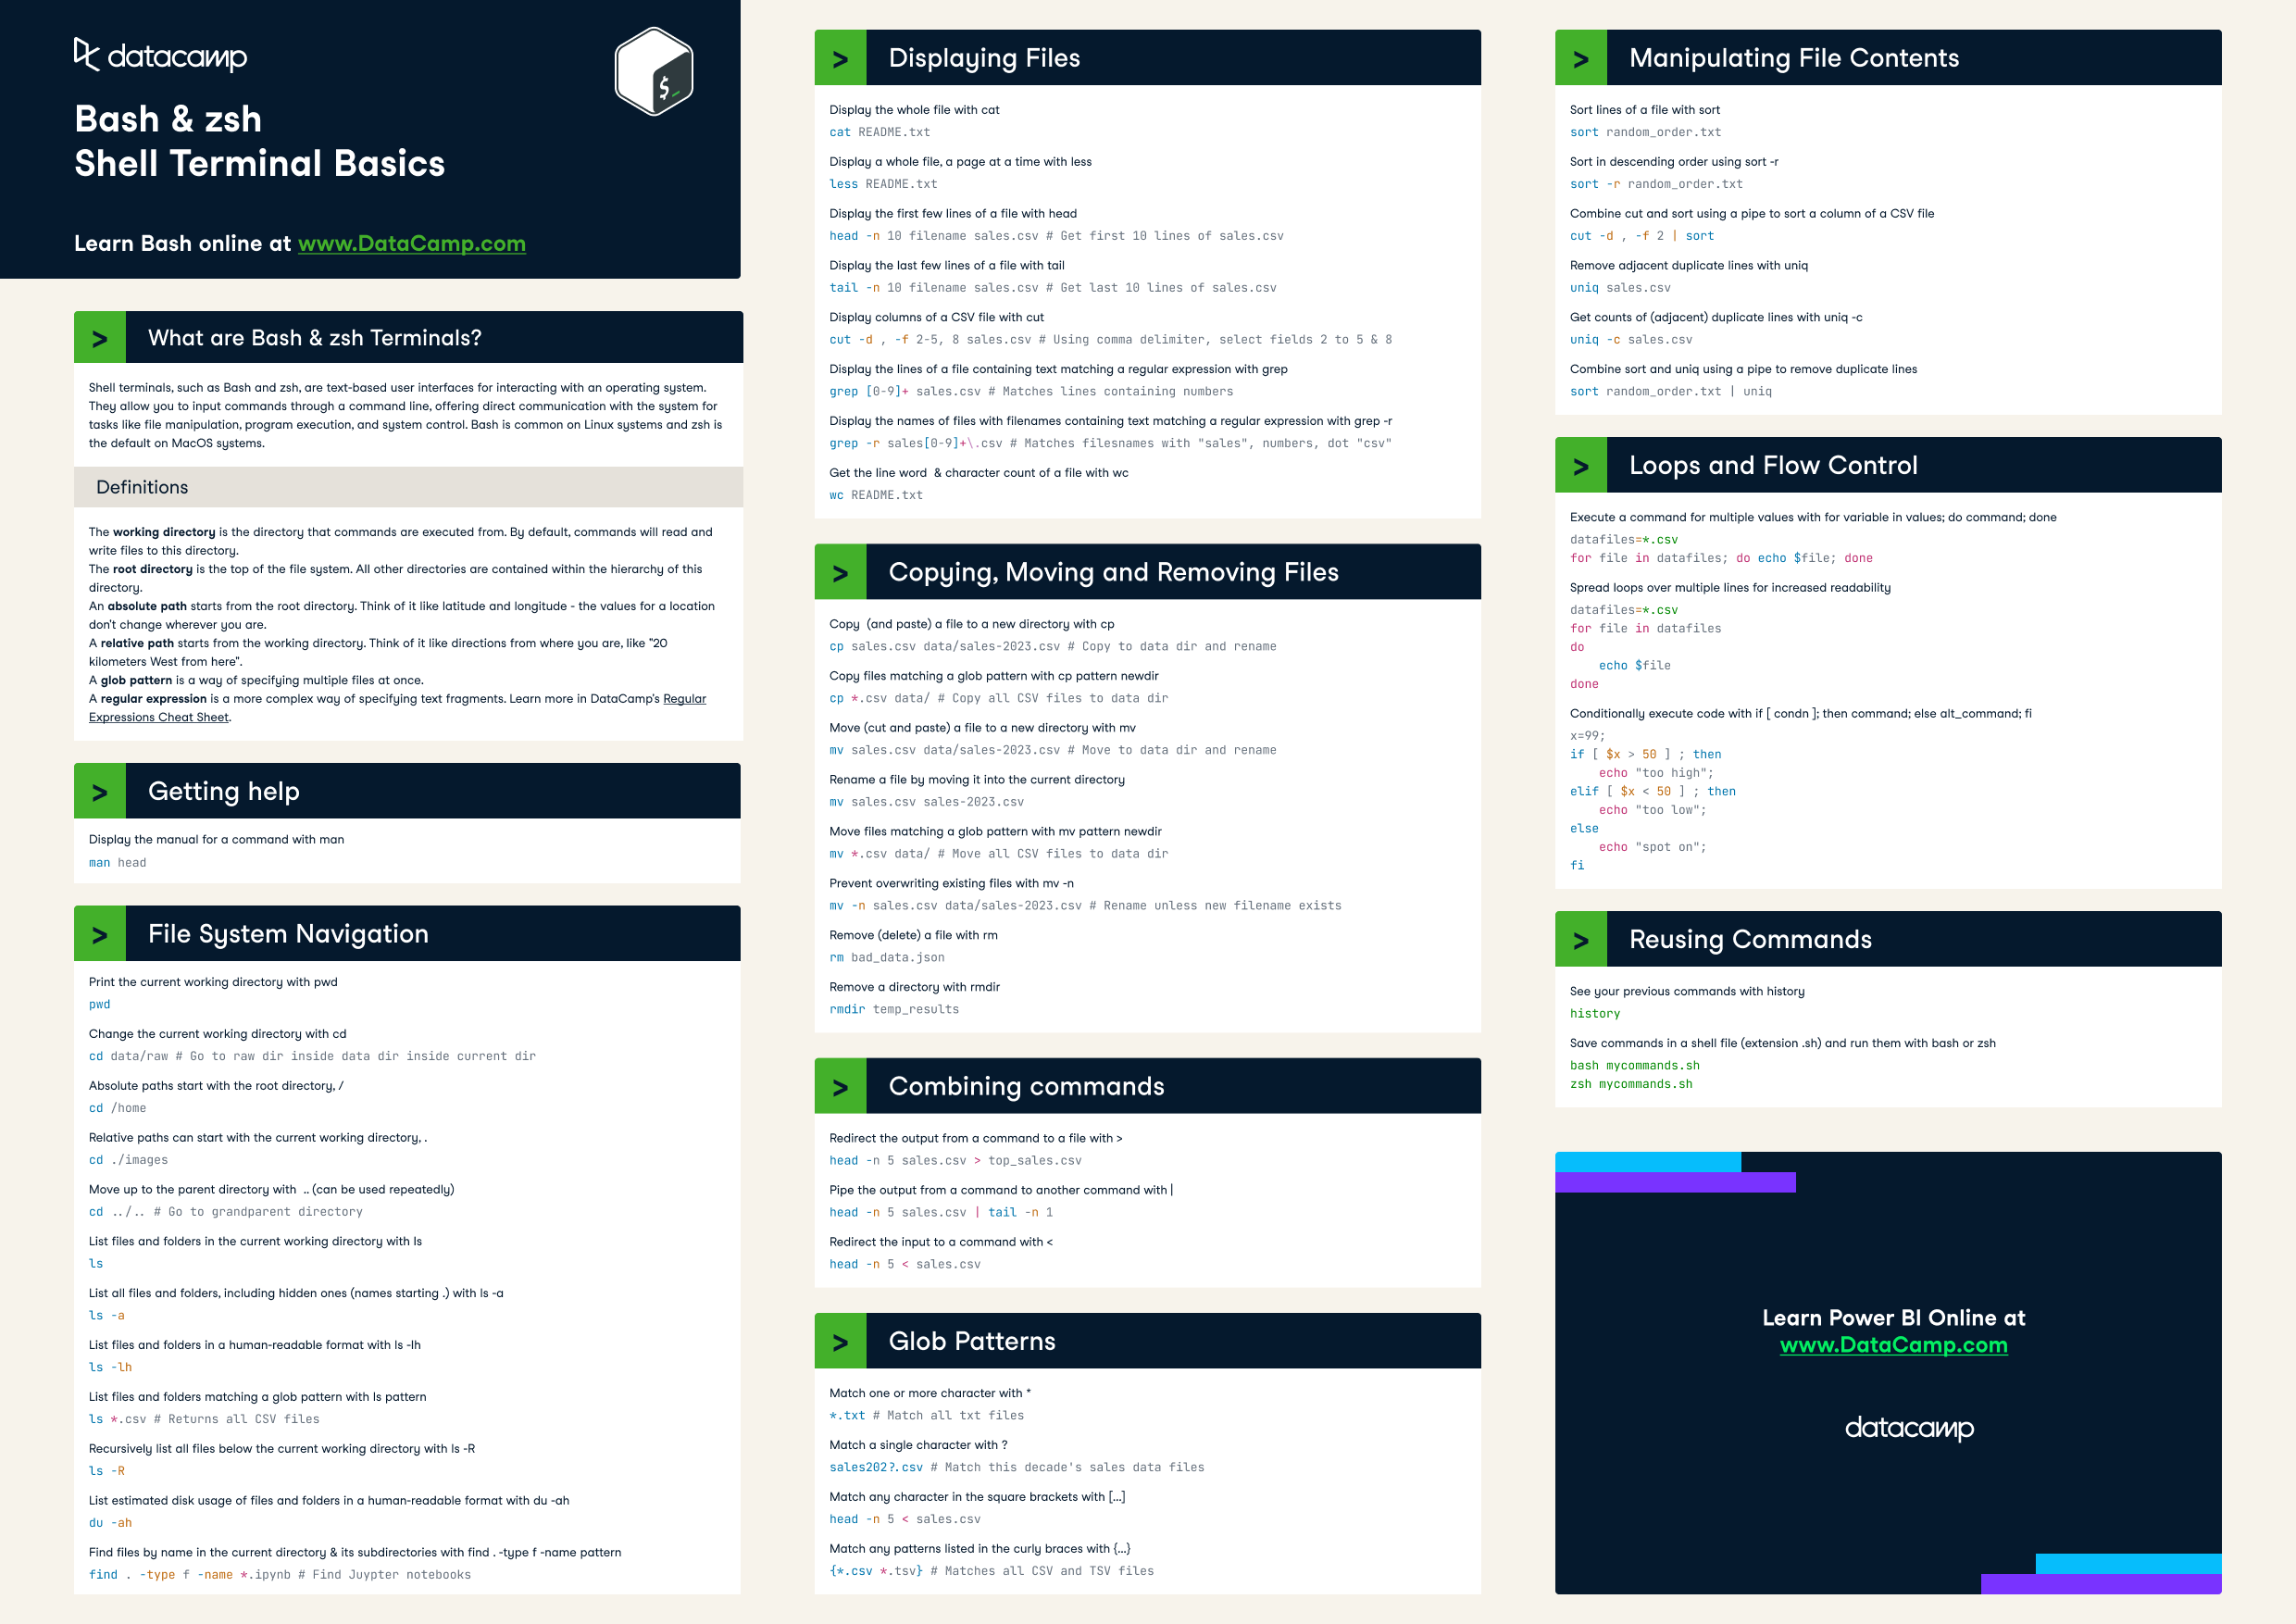 datacamp
$_
Bash & zsh
Shell Terminal Basics
Learn Bash online at www.DataCamp.com
> What are Bash & zsh Terminals?
Shell terminals, such as Bash and zsh, are text-based user interfaces for interacting with an operating system.
They allow you to input commands through a command line, offering direct communication with the system for
tasks like file manipulation, program execution, and system control. Bash is common on Linux systems and zsh is
the default on MacOS systems.
Definitions
The working directory is the directory that commands are executed from. By default, commands will read and
write files to this directory.
The root directory is the top of the file system. All other directories are contained within the hierarchy of this
directory.
An absolute path starts from the root directory. Think of it like latitude and longitude - the values for a location
don't change wherever you are.
A relative path starts from the working directory. Think of it like directions from where you are, like "20
kilometers West from here".
A glob pattern is a way of specifying multiple files at once.
A regular expression is a more complex way of specifying text fragments. Learn more in DataCamp's Regular
Expressions Cheat Sheet.
> Getting help
Display the manual for a command with man
man head
> File System Navigation
Print the current working directory with pwd
pwd
Change the current working directory with cd
cd data/raw # Go to raw dir inside data dir inside current dir
Absolute paths start with the root directory, /
cd /home
Relative paths can start with the current working directory, .
cd ./images
Move up to the parent directory with .. (can be used repeatedly)
cd ../.. # Go to grandparent directory
List files and folders in the current working directory with ls
ls
List all files and folders, including hidden ones (names starting .) with ls -a
ls -a
List files and folders in a human-readable format with ls -lh
ls -lh
List files and folders matching a glob pattern with ls pattern
ls *.csv # Returns all CSV files
Recursively list all files below the current working directory with ls -R
ls -R
List estimated disk usage of files and folders in a human-readable format with du -ah
du -ah
Find files by name in the current directory & its subdirectories with find . -type f -name pattern
find . -type f -name *.ipynb # Find Juypter notebooks
> Displaying Files
Display the whole file with cat
cat README.txt
Display a whole file, a page at a time with less
less README.txt
Display the first few lines of a file with head
head -n 10 filename sales.csv # Get first 10 lines of sales.csv
Display the last few lines of a file with tail
tail -n 10 filename sales.csv # Get last 10 lines of sales.csv
Display columns of a CSV file with cut
cut -d , -f 2-5, 8 sales.csv # Using comma delimiter, select fields 2 to 5 & 8
Display the lines of a file containing text matching a regular expression with grep
grep [0-9]+ sales.csv # Matches lines containing numbers
Display the names of files with filenames containing text matching a regular expression with grep -r
grep -r sales[0-9]+\.csv # Matches filesnames with "sales", numbers, dot "csv"
Get the line word & character count of a file with wc
wc README.txt
> Copying, Moving and Removing Files
Copy (and paste) a file to a new directory with cp
cp sales.csv data/sales-2023.csv # Copy to data dir and rename
Copy files matching a glob pattern with cp pattern newdir
cp *.csv data/ # Copy all CSV files to data dir
Move (cut and paste) a file to a new directory with mv
mv sales.csv data/sales-2023.csv # Move to data dir and rename
Rename a file by moving it into the current directory
mv sales.csv sales-2023.csv
Move files matching a glob pattern with mv pattern newdir
mv *.csv data/ # Move all CSV files to data dir
Prevent overwriting existing files with mv -n
mv -n sales.csv data/sales-2023.csv # Rename unless new filename exists
Remove (delete) a file with rm
rm bad_data.json
Remove a directory with rmdir
rmdir temp_results
> Combining commands
Redirect the output from a command to a file with >
head -n 5 sales.csv > top_sales.csv
Pipe the output from a command to another command with |
head -n 5 sales.csv | tail -n 1
Redirect the input to a command with <
head -n 5 < sales.csv
> Glob Patterns
Match one or more character with *
*.txt # Match all txt files
Match a single character with ?
sales202?.csv # Match this decade's sales data files
Match any character in the square brackets with [...]
head -n 5 < sales.csv
Match any patterns listed in the curly braces with {...}
{*.csv *.tsv} # Matches all CSV and TSV files
> Manipulating File Contents
Sort lines of a file with sort
sort random_order.txt
Sort in descending order using sort -r
sort -r random_order.txt
Combine cut and sort using a pipe to sort a column of a CSV file
cut -d , -f 2 | sort
Remove adjacent duplicate lines with uniq
uniq sales.csv
Get counts of (adjacent) duplicate lines with uniq -c
uniq -c sales.csv
Combine sort and uniq using a pipe to remove duplicate lines
sort random_order.txt | uniq
> Loops and Flow Control
Execute a command for multiple values with for variable in values; do command; done
datafiles=*.csv
for file in datafiles; do echo $file; done
Spread loops over multiple lines for increased readability
datafiles=*.csv
for file in datafiles
do
    echo $file
done
Conditionally execute code with if [ condn ]; then command; else alt_command; fi
x=99;
if [ $x > 50 ] ; then
    echo "too high";
elif [ $x < 50 ] ; then
    echo "too low";
else
    echo "spot on";
fi
> Reusing Commands
See your previous commands with history
history
Save commands in a shell file (extension .sh) and run them with bash or zsh
bash mycommands.sh
zsh mycommands.sh
Learn Power BI Online at
www.DataCamp.com
datacamp